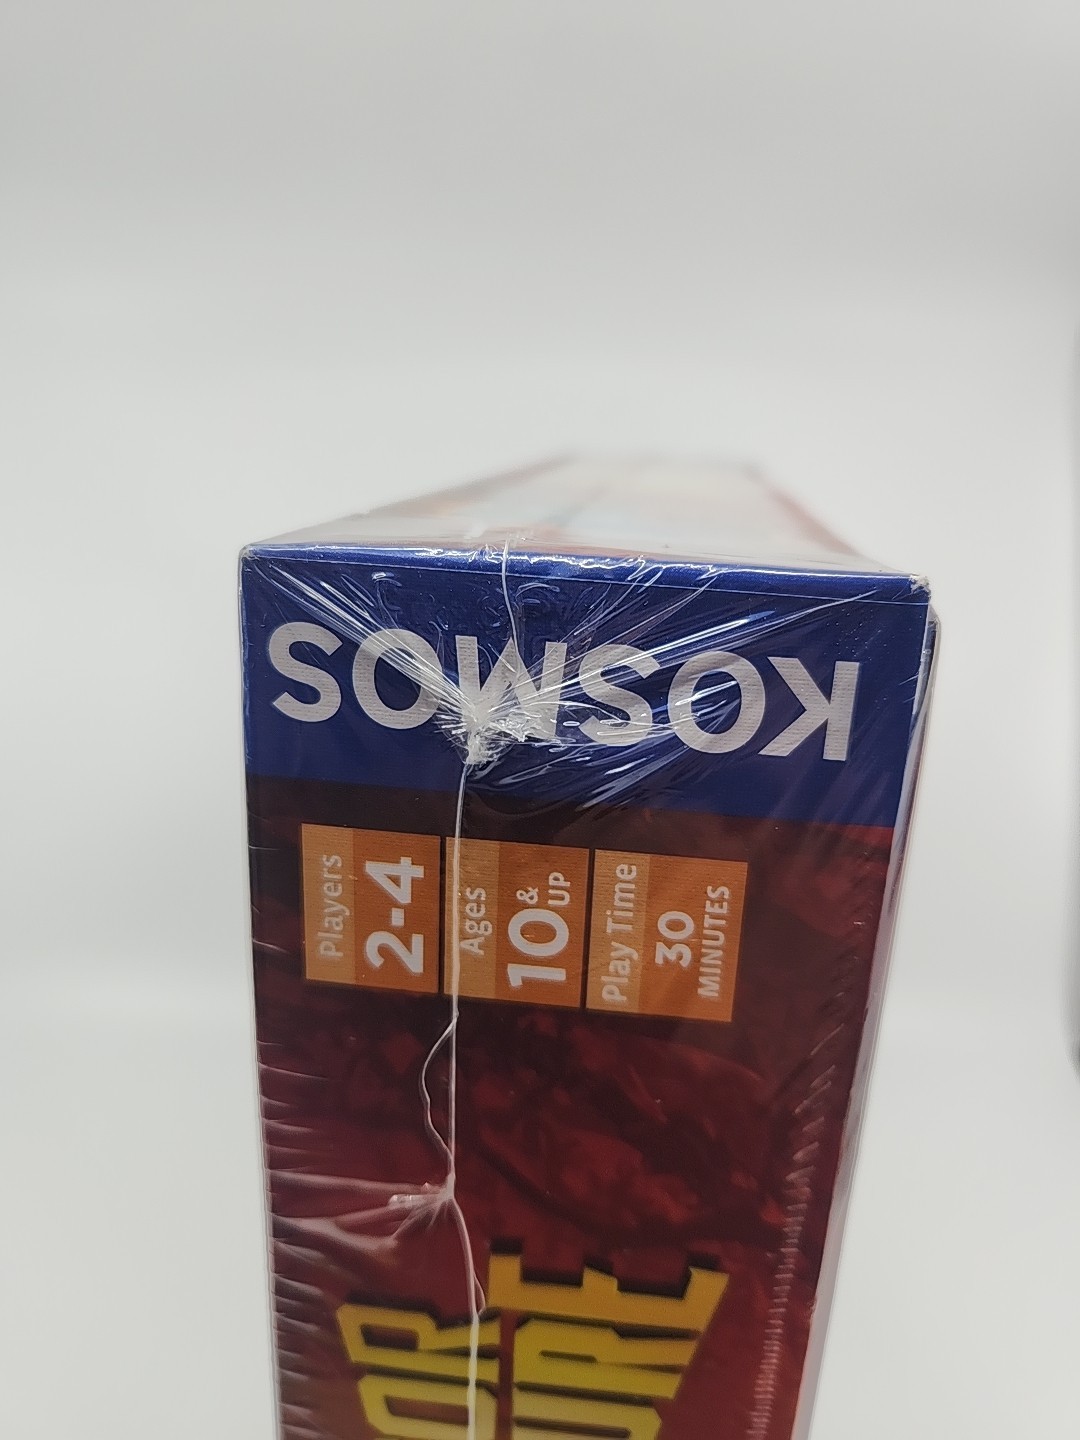 KOSMOS
Players
2-4
Ages
10 & UP
Play Time
30
MINUTES